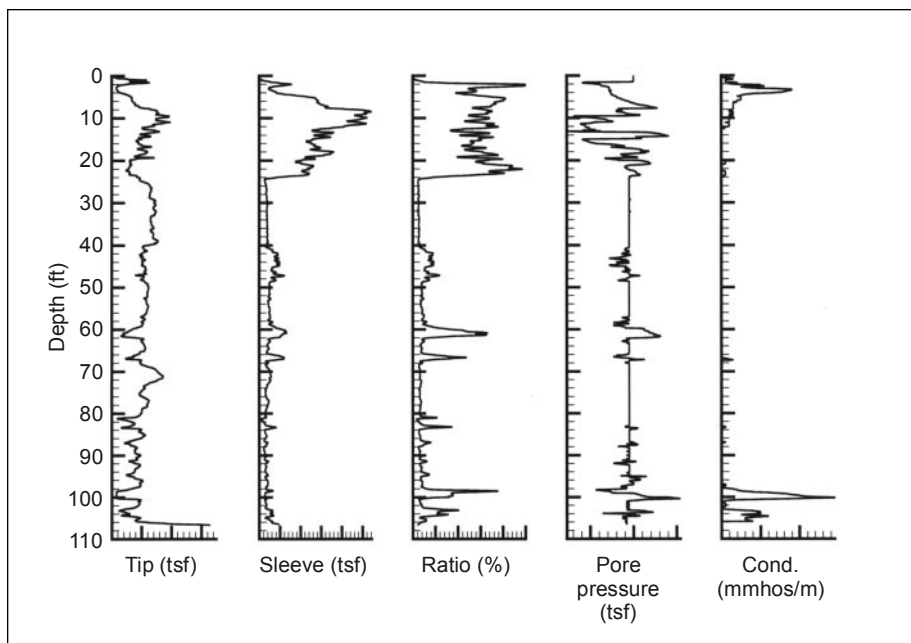 0
10
20
30
40
50
60
70
80
90
100
110
Depth (ft)
Tip (tsf)
Sleeve (tsf)
Ratio (%)
Pore
pressure
(tsf)
Cond.
(mmhos/m)